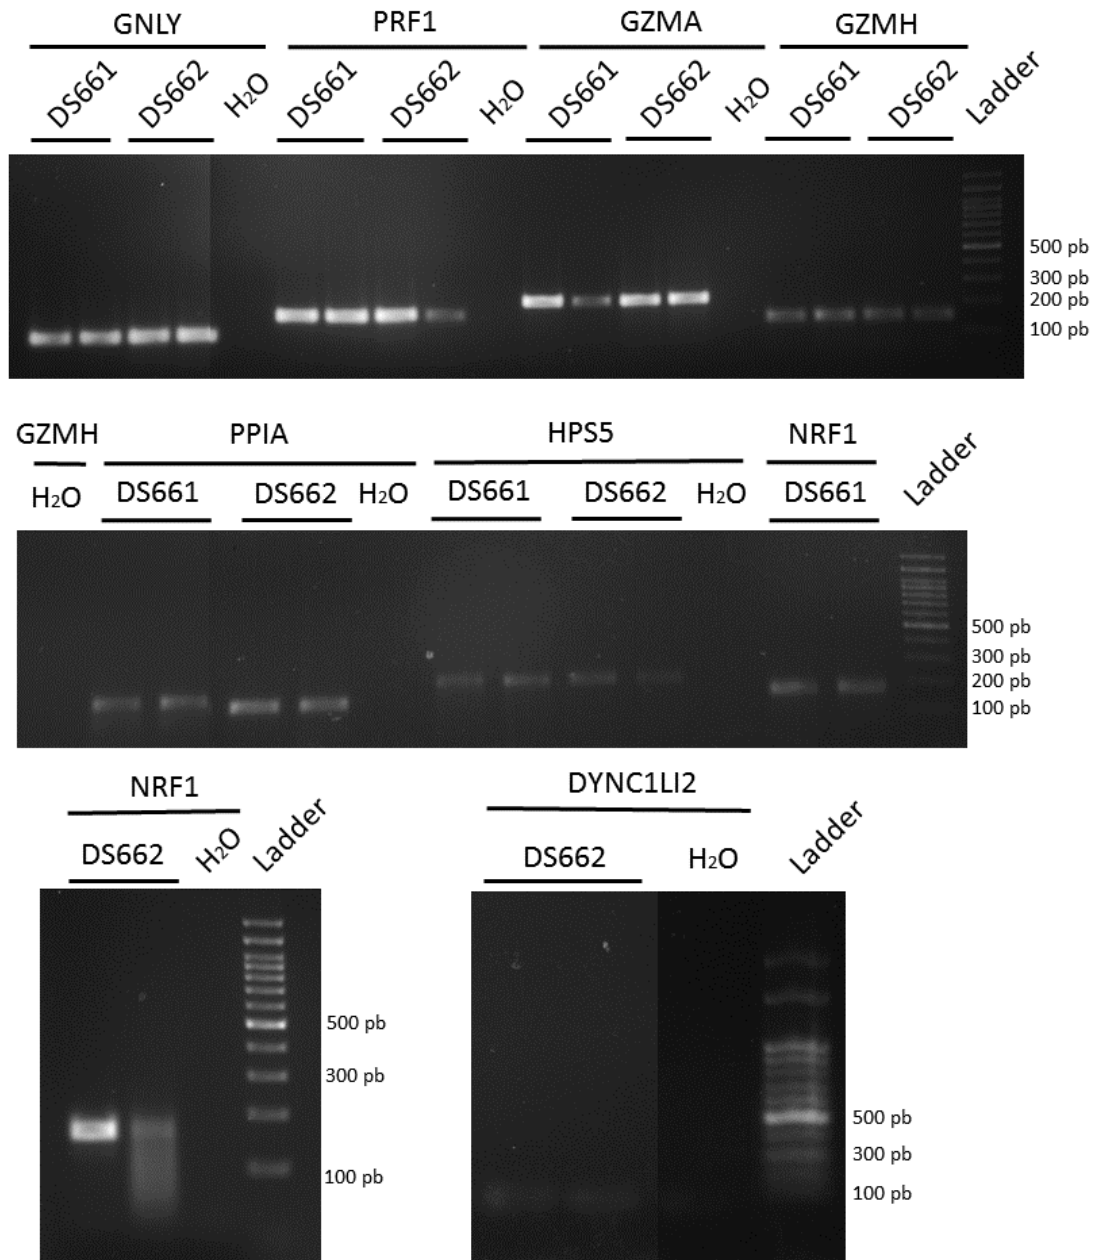 GNLY PRF1 GZMA GZMH
DS661 DS662 H₂O DS661 DS662 H₂O DS661 DS662 H₂O DS661 DS662 Ladder
500 pb
300 pb
200 pb
100 pb
GZMH PPIA HPS5 NRF1
H₂O DS661 DS662 H₂O DS661 DS662 H₂O DS661 Ladder
500 pb
300 pb
200 pb
100 pb
NRF1
DS662 H₂O Ladder
500 pb
300 pb
100 pb
DYNC1LI2
DS662 H₂O Ladder
500 pb
300 pb
100 pb